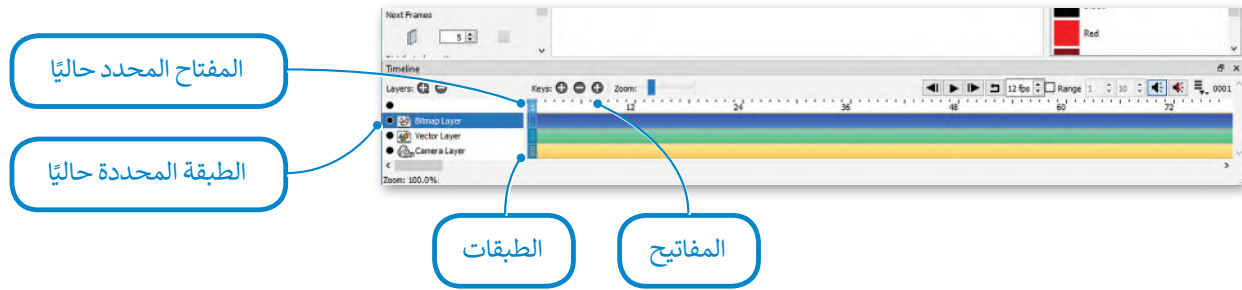 Next Frames
5
Red
المفتاح المحدد حاليًا
Timeline
Layers:
Keys:
Zoom:
12 fps
Range
1
10
0001
12
24
36
48
60
72
Bitmap Layer
Vector Layer
Camera Layer
Zoom: 100.0%
الطبقة المحددة حاليًا
الطبقات
المفاتيح